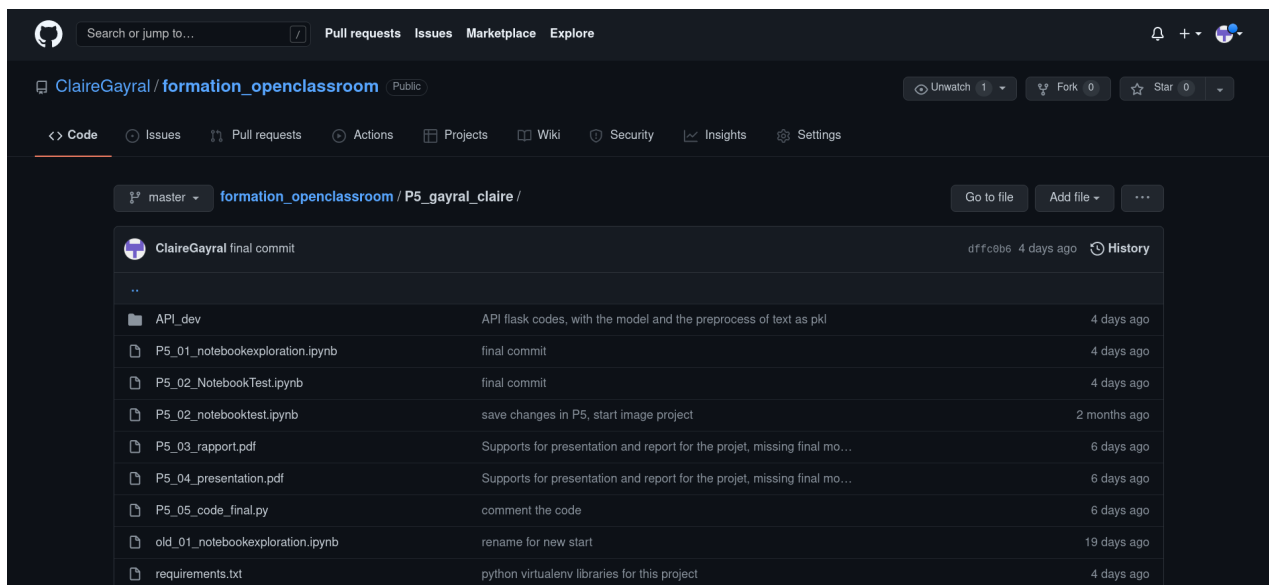 Search or jump to... / Pull requests Issues Marketplace Explore
ClaireGayral / formation_openclassroom Public Unwatch 1 Fork 0 Star 0
<> Code Issues Pull requests Actions Projects Wiki Security Insights Settings
master formation_openclassroom / P5_gayral_claire / Go to file Add file ...
ClaireGayral final commit dffc0b6 4 days ago History
..
API_dev API flask codes, with the model and the preprocess of text as pkl 4 days ago
P5_01_notebookexploration.ipynb final commit 4 days ago
P5_02_NotebookTest.ipynb final commit 4 days ago
P5_02_notebooktest.ipynb save changes in P5, start image project 2 months ago
P5_03_rapport.pdf Supports for presentation and report for the projet, missing final mo... 6 days ago
P5_04_presentation.pdf Supports for presentation and report for the projet, missing final mo... 6 days ago
P5_05_code_final.py comment the code 6 days ago
old_01_notebookexploration.ipynb rename for new start 19 days ago
requirements.txt python virtualenv libraries for this project 4 days ago